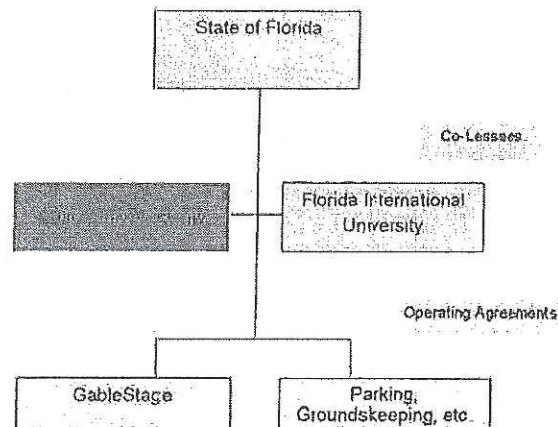 State of Florida
Co-Lessees
Florida International
University
Operating Agreements
GableStage
Parking,
Groundskeeping, etc